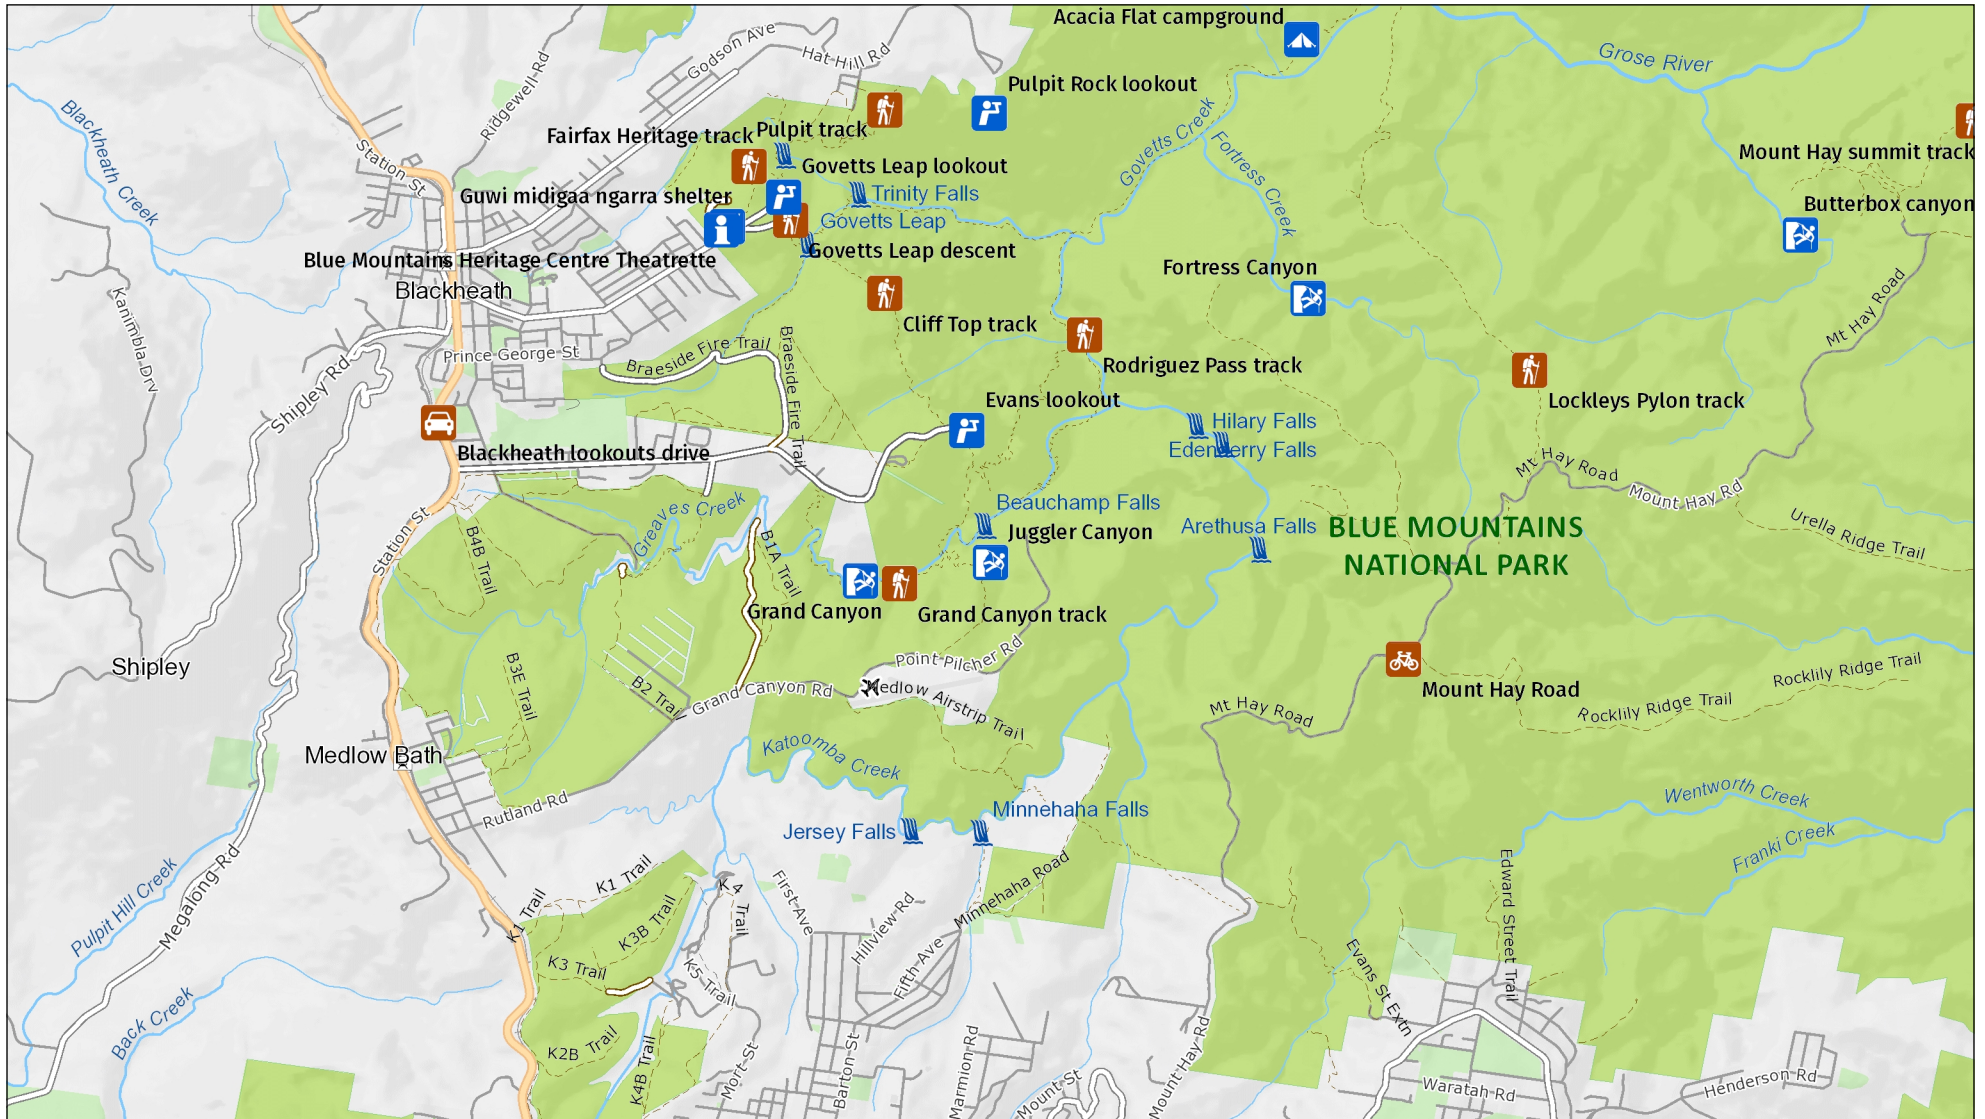 Acacia Flat campground
Godson Ave
Hat Hill Rd
Grose River
Ridgewell Rd
Pulpit Rock lookout
Blackheath Creek
Govetts Creek
Fairfax Heritage track
Pulpit track
Station St
Govetts Leap lookout
Fortress Creek
Mount Hay summit track
Guwi midigaa ngarra shelter
Trinity Falls
Butterbox canyon
Govetts Leap
Govetts Leap descent
Blue Mountains Heritage Centre Theatrette
Blackheath
Fortress Canyon
Kanimbla Drv
Cliff Top track
Mt Hay Road
Prince George St
Braeside Fire Trail
Braeside Fire Trail
Rodriguez Pass track
Shipley Rd
Evans lookout
Lockleys Pylon track
Hilary Falls
Edenderry Falls
Blackheath lookouts drive
Mt Hay Road
Mount Hay Rd
Beauchamp Falls
Greaves Creek
Juggler Canyon
Arethusa Falls
BLUE MOUNTAINS
NATIONAL PARK
Urella Ridge Trail
Station St
B4B Trail
B1A Trail
Grand Canyon
Grand Canyon track
Shipley
Point Pilcher Rd
B3E Trail
B2 Trail
Grand Canyon Rd
Medlow Airstrip Trail
Mount Hay Road
Rocklily Ridge Trail
Rocklily Ridge Trail
Mt Hay Road
Medlow Bath
Katoomba Creek
Rutland Rd
Jersey Falls
Minnehaha Falls
Wentworth Creek
Franki Creek
Pulpit Hill Creek
Megalong Rd
K1 Trail
K1 Trail
K4 Trail
First Ave
Minnehaha Road
Edward Street Trail
K3B Trail
Hillview Rd
K3 Trail
K5 Trail
Fifth Ave
Evans St Extn
Back Creek
K2B Trail
K4B Trail
Mort St
Barton St
Marmion Rd
Mount St
Mount Hay Rd
Waratah Rd
Henderson Rd